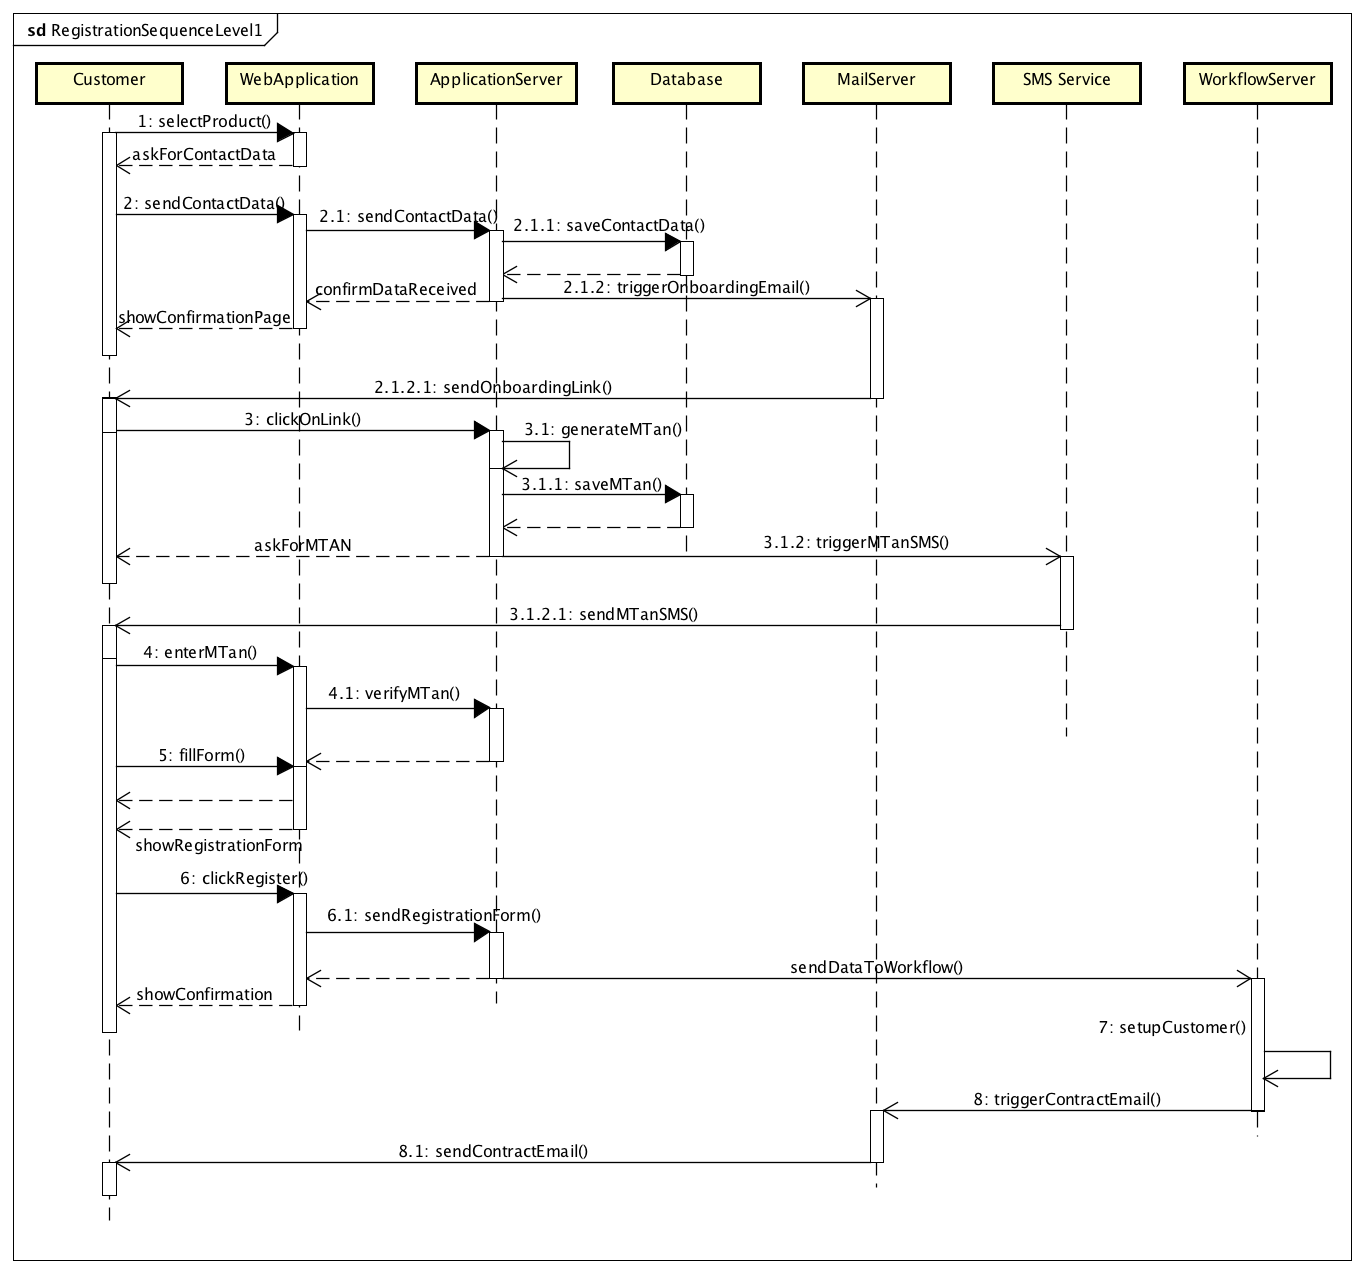 sd RegistrationSequenceLevel1
Customer
WebApplication
ApplicationServer
Database
MailServer
SMS Service
WorkflowServer
1: selectProduct()
askForContactData
2: sendContactData()
2.1: sendContactData()
2.1.1: saveContactData()
confirmDataReceived
2.1.2: triggerOnboardingEmail()
showConfirmationPage
2.1.2.1: sendOnboardingLink()
3: clickOnLink()
3.1: generateMTan()
3.1.1: saveMTan()
askForMTAN
3.1.2: triggerMTanSMS()
3.1.2.1: sendMTanSMS()
4: enterMTan()
4.1: verifyMTan()
5: fillForm()
showRegistrationForm
6: clickRegister()
6.1: sendRegistrationForm()
sendDataToWorkflow()
showConfirmation
7: setupCustomer()
8: triggerContractEmail()
8.1: sendContractEmail()